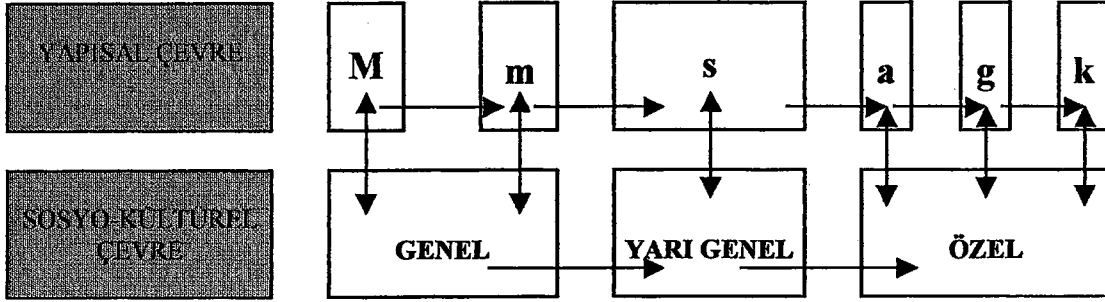 YAPISAL ÇEVRE
M
m
s
a
g
k
SOSYO-KÜLTÜREL
ÇEVRE
GENEL
YARI GENEL
ÖZEL